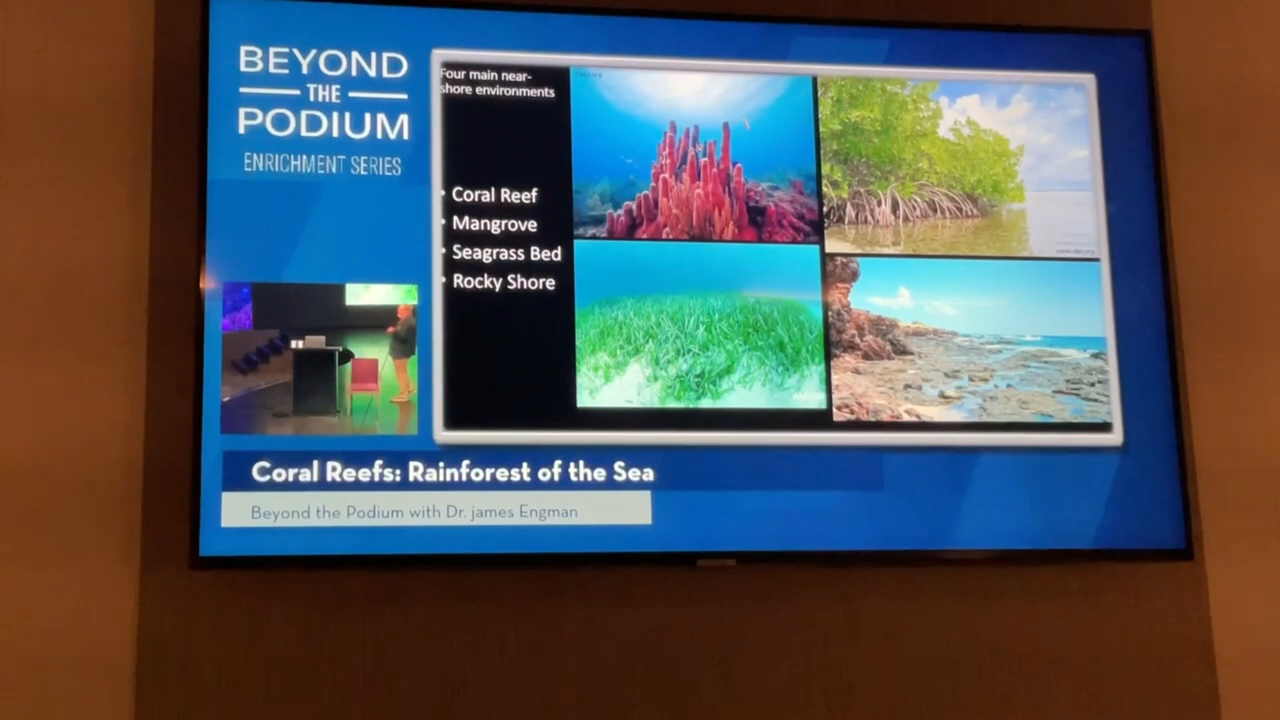 BEYOND
THE
PODIUM
ENRICHMENT SERIES
Four main near-
shore environments
• Coral Reef
• Mangrove
• Seagrass Bed
• Rocky Shore
Coral Reefs: Rainforest of the Sea
Beyond the Podium with Dr. james Engman